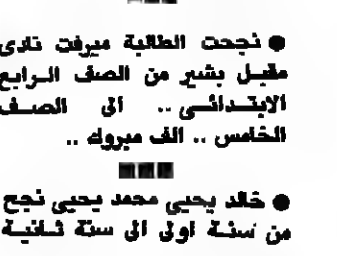 ● نجحت الطالبة ميرفت نادى
مقبل بشير من الصف الرابع
الابتدائى .. الى الصف
الخامس .. الف مبروك ..
● خالد يحيى محمد يحيى نجح
من سنة اولى الى سنة ثانية